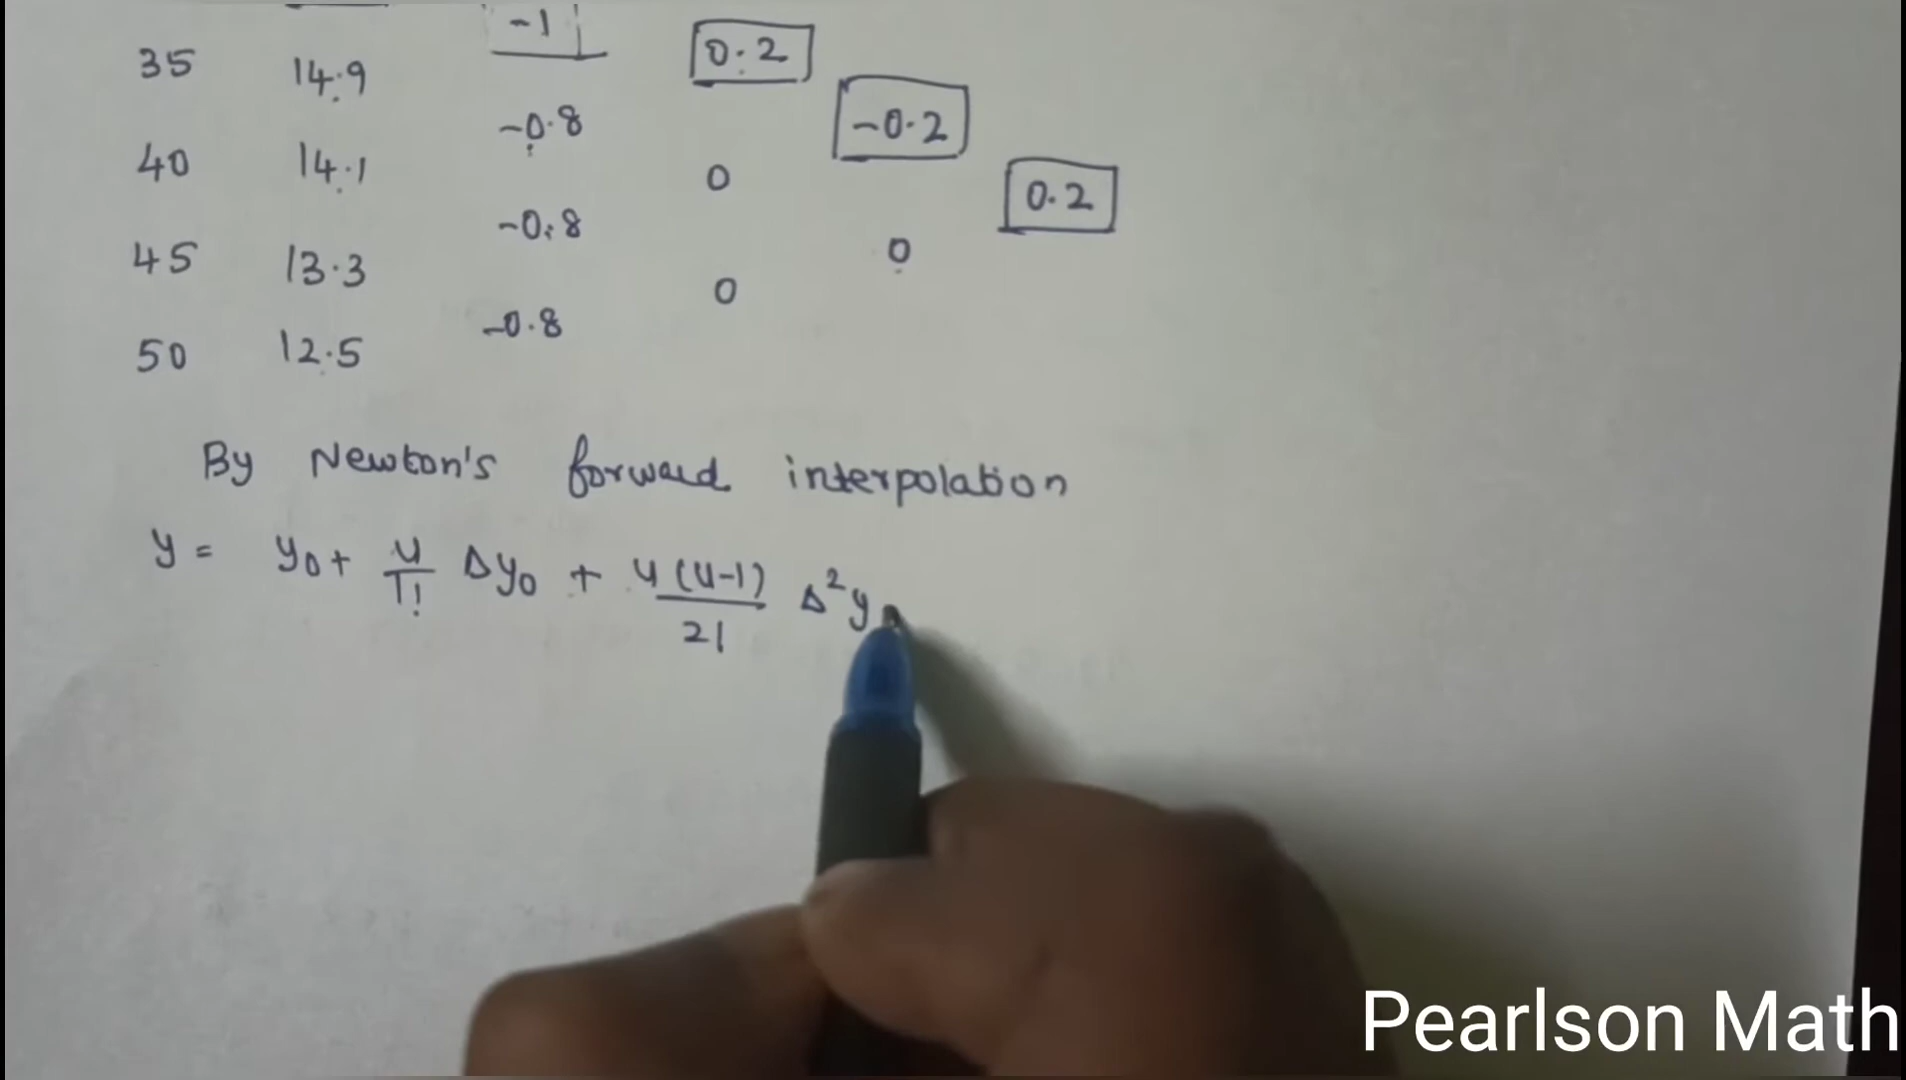 -1
35 14.9 0.2
-0.8 -0.2
40 14.1 0 0.2
-0.8 0
45 13.3 0
-0.8
50 12.5
By Newton's forward interpolation
y = y0 + u/1! Δy0 + u(u-1)/2! Δ²y
Pearlson Math